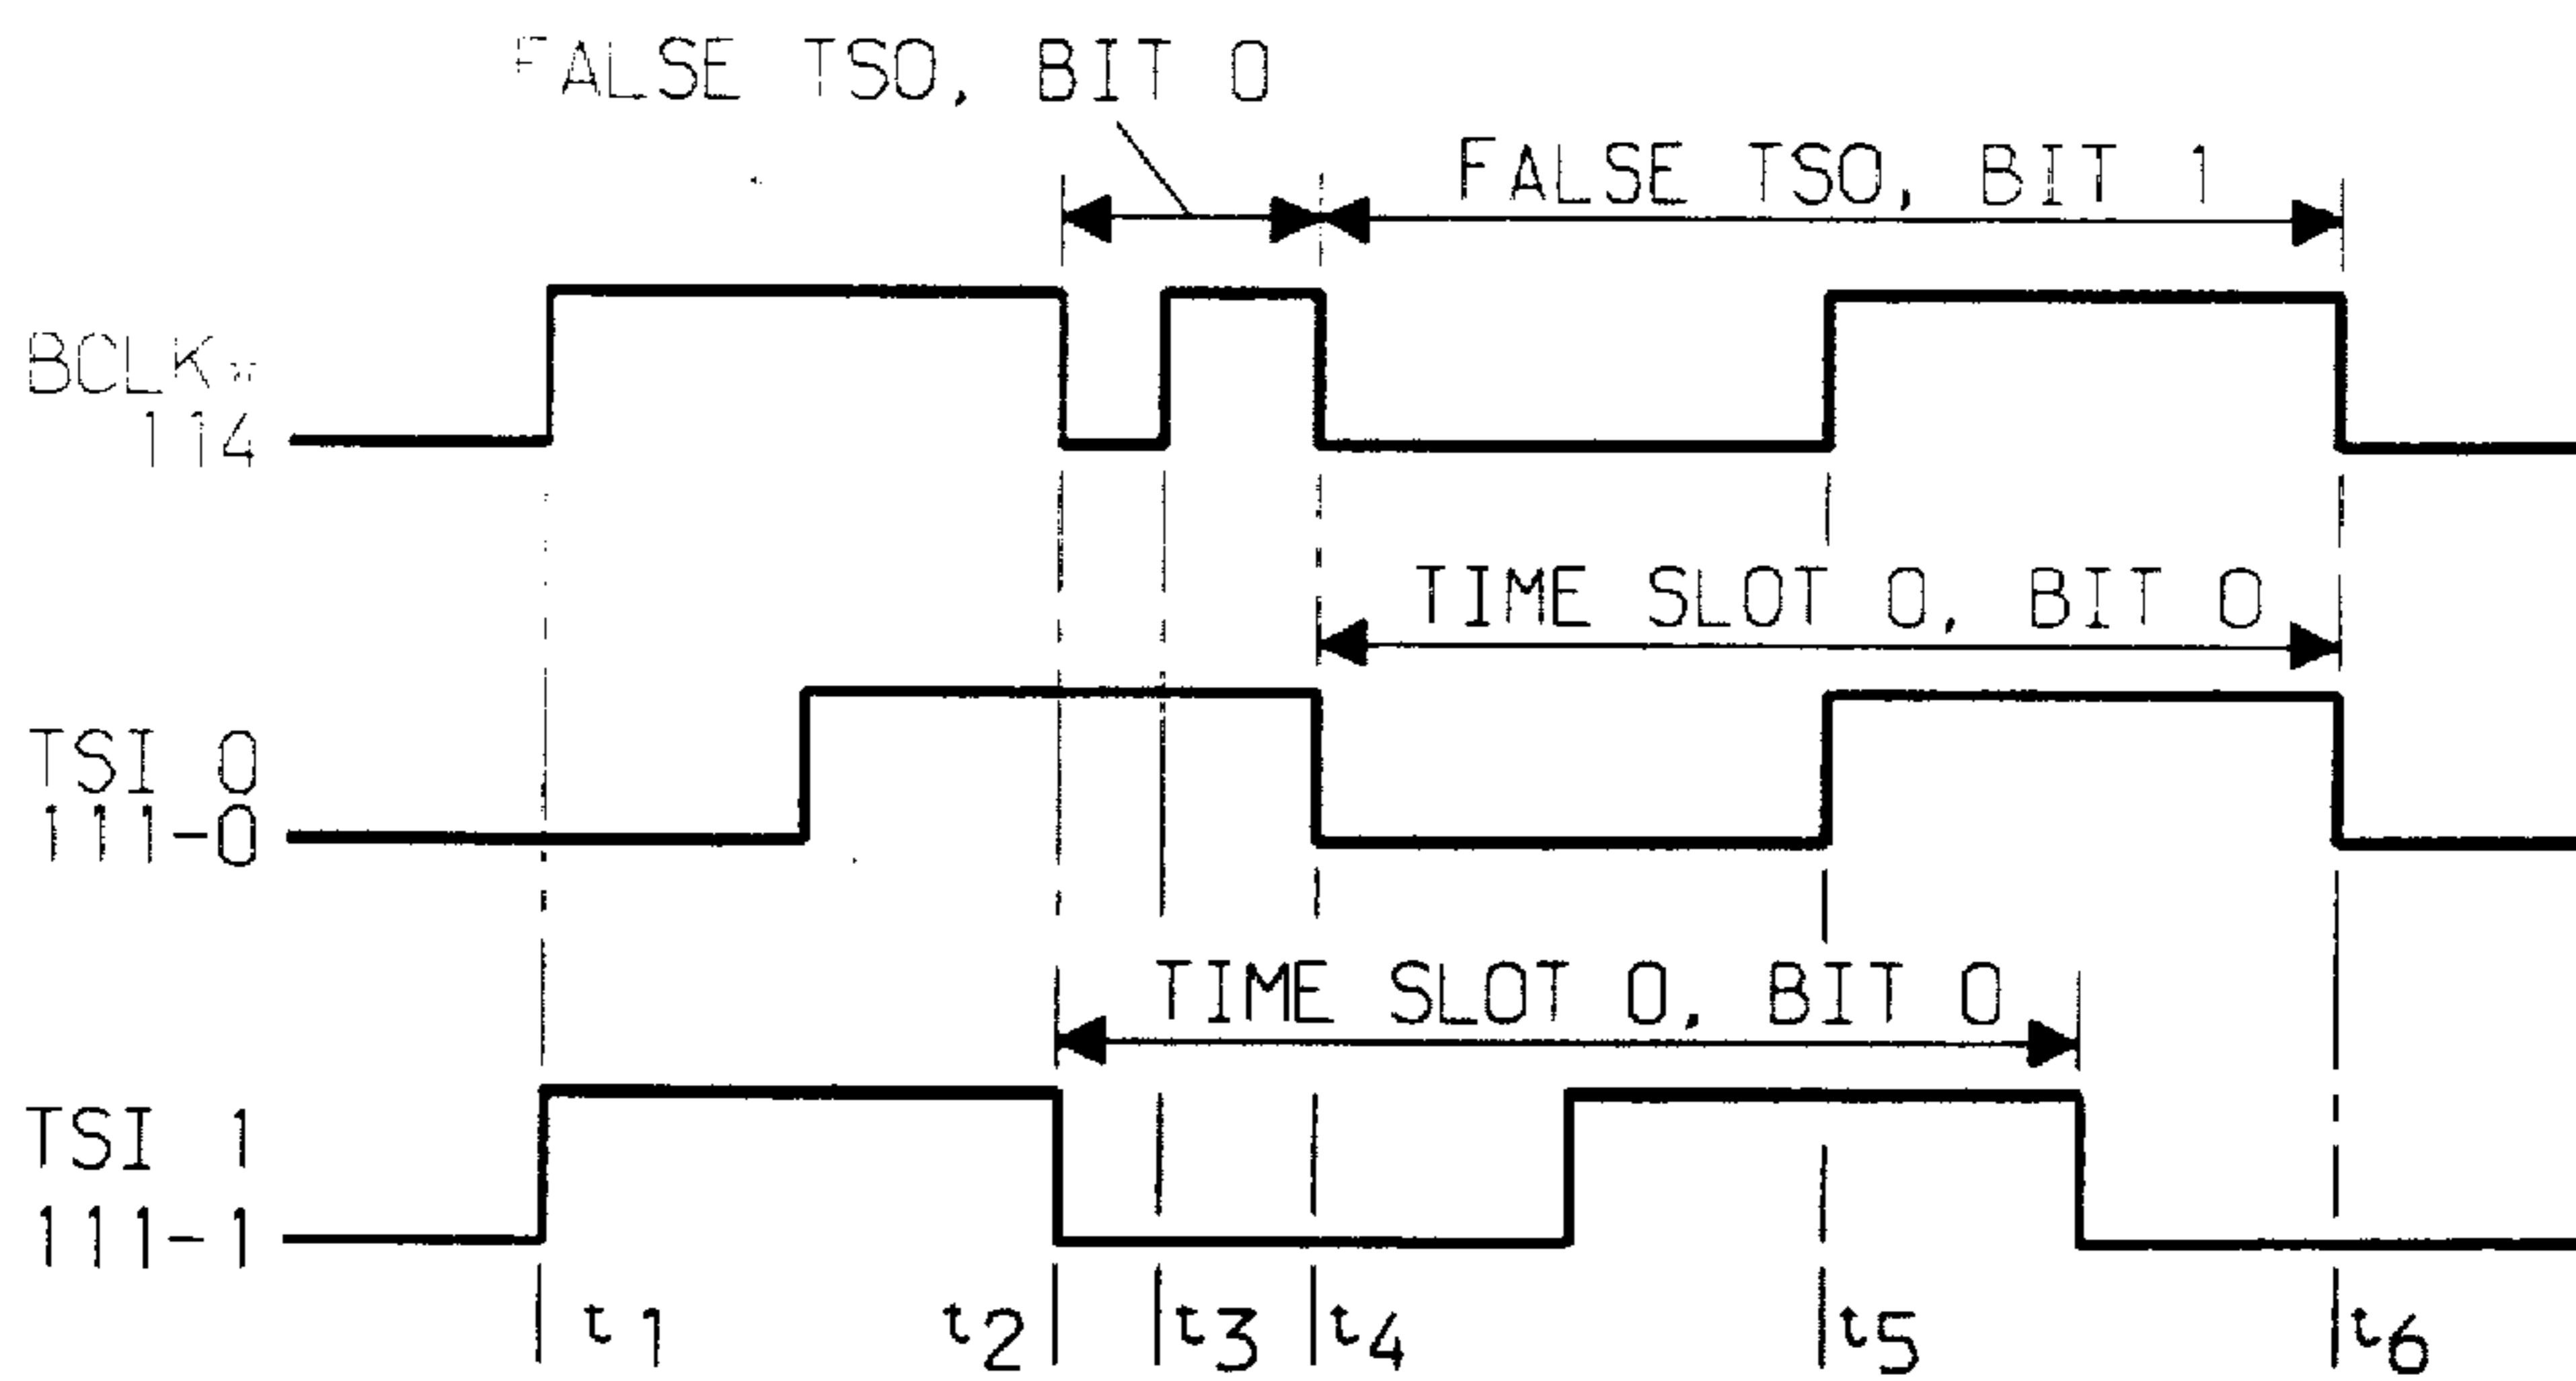 FALSE TSO, BIT 0
FALSE TSO, BIT 1
BCLK*
114
TIME SLOT 0, BIT 0
TSI 0
111-0
TIME SLOT 0, BIT 0
TSI 1
111-1
t1 t2 t3 t4 t5 t6